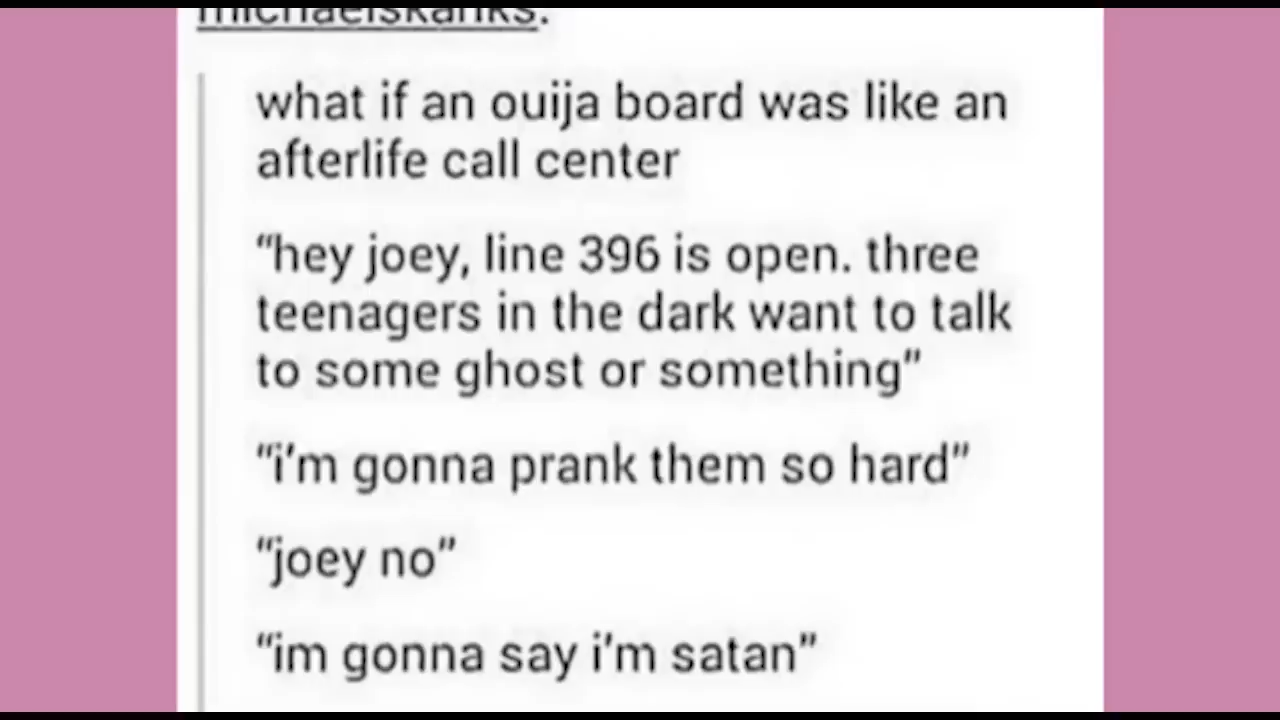 what if an ouija board was like an
afterlife call center
“hey joey, line 396 is open. three
teenagers in the dark want to talk
to some ghost or something”
“i'm gonna prank them so hard”
“joey no”
“im gonna say i'm satan”